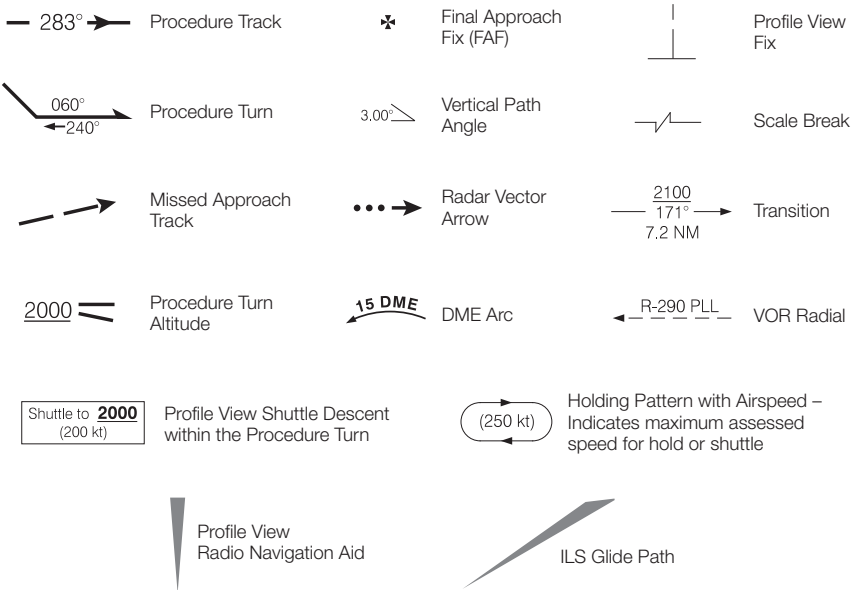 283°
Procedure Track
Final Approach
Fix (FAF)
Profile View
Fix
060°
240°
Procedure Turn
3.00°
Vertical Path
Angle
Scale Break
Missed Approach
Track
Radar Vector
Arrow
2100
171°
7.2 NM
Transition
2000
Procedure Turn
Altitude
15 DME
DME Arc
R-290 PLL
VOR Radial
Shuttle to 2000
(200 kt)
Profile View Shuttle Descent
within the Procedure Turn
(250 kt)
Holding Pattern with Airspeed –
Indicates maximum assessed
speed for hold or shuttle
Profile View
Radio Navigation Aid
ILS Glide Path